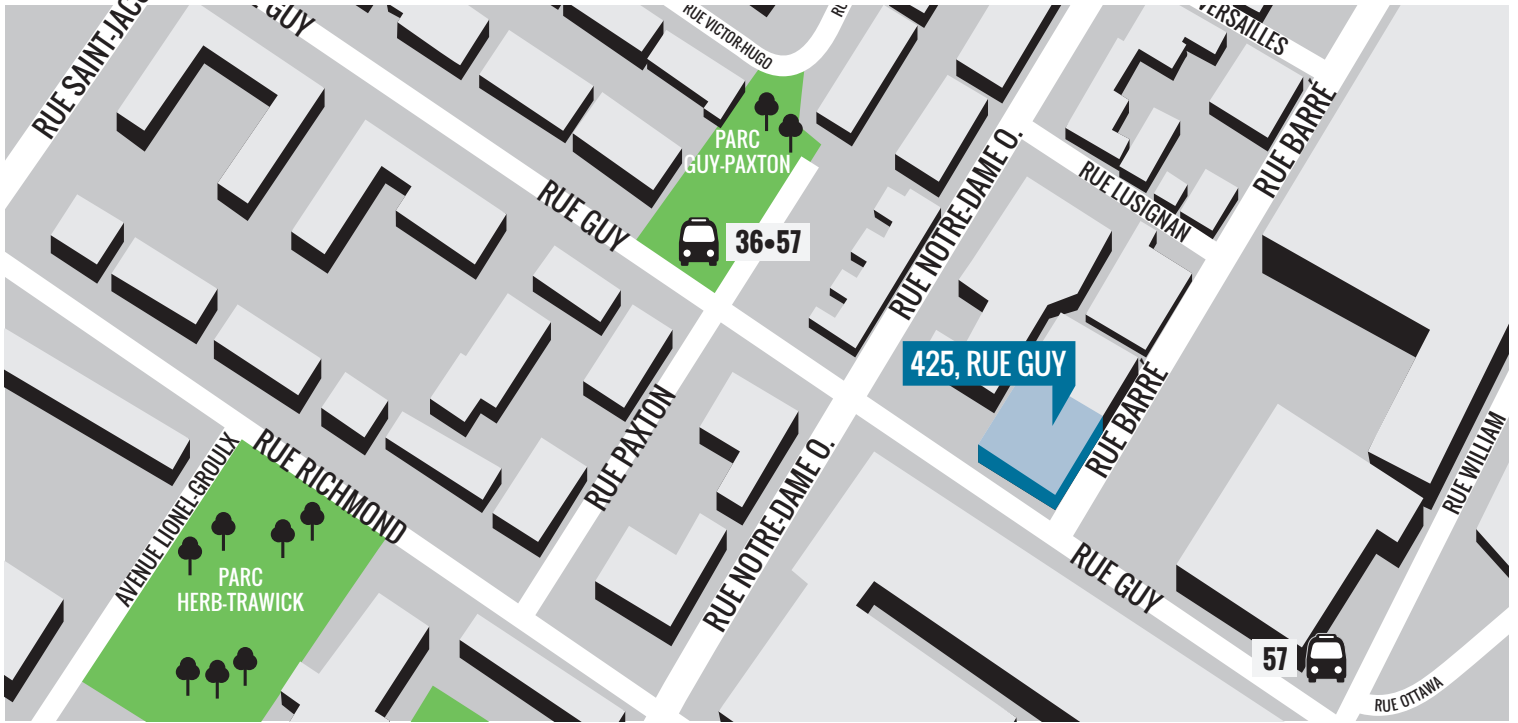 RUE SAINT-JAC
GUY
RUE VICTOR-HUGO
RU
VERSAILLES
RUE BARRÉ
PARC
GUY-PAXTON
RUE NOTRE-DAME O.
RUE LUSIGNAN
RUE GUY
36•57
425, RUE GUY
RUE BARRÉ
RUE PAXTON
RUE WILLIAM
AVENUE LIONEL-GROULX
RUE RICHMOND
RUE NOTRE-DAME O.
PARC
HERB-TRAWICK
RUE GUY
57
RUE OTTAWA